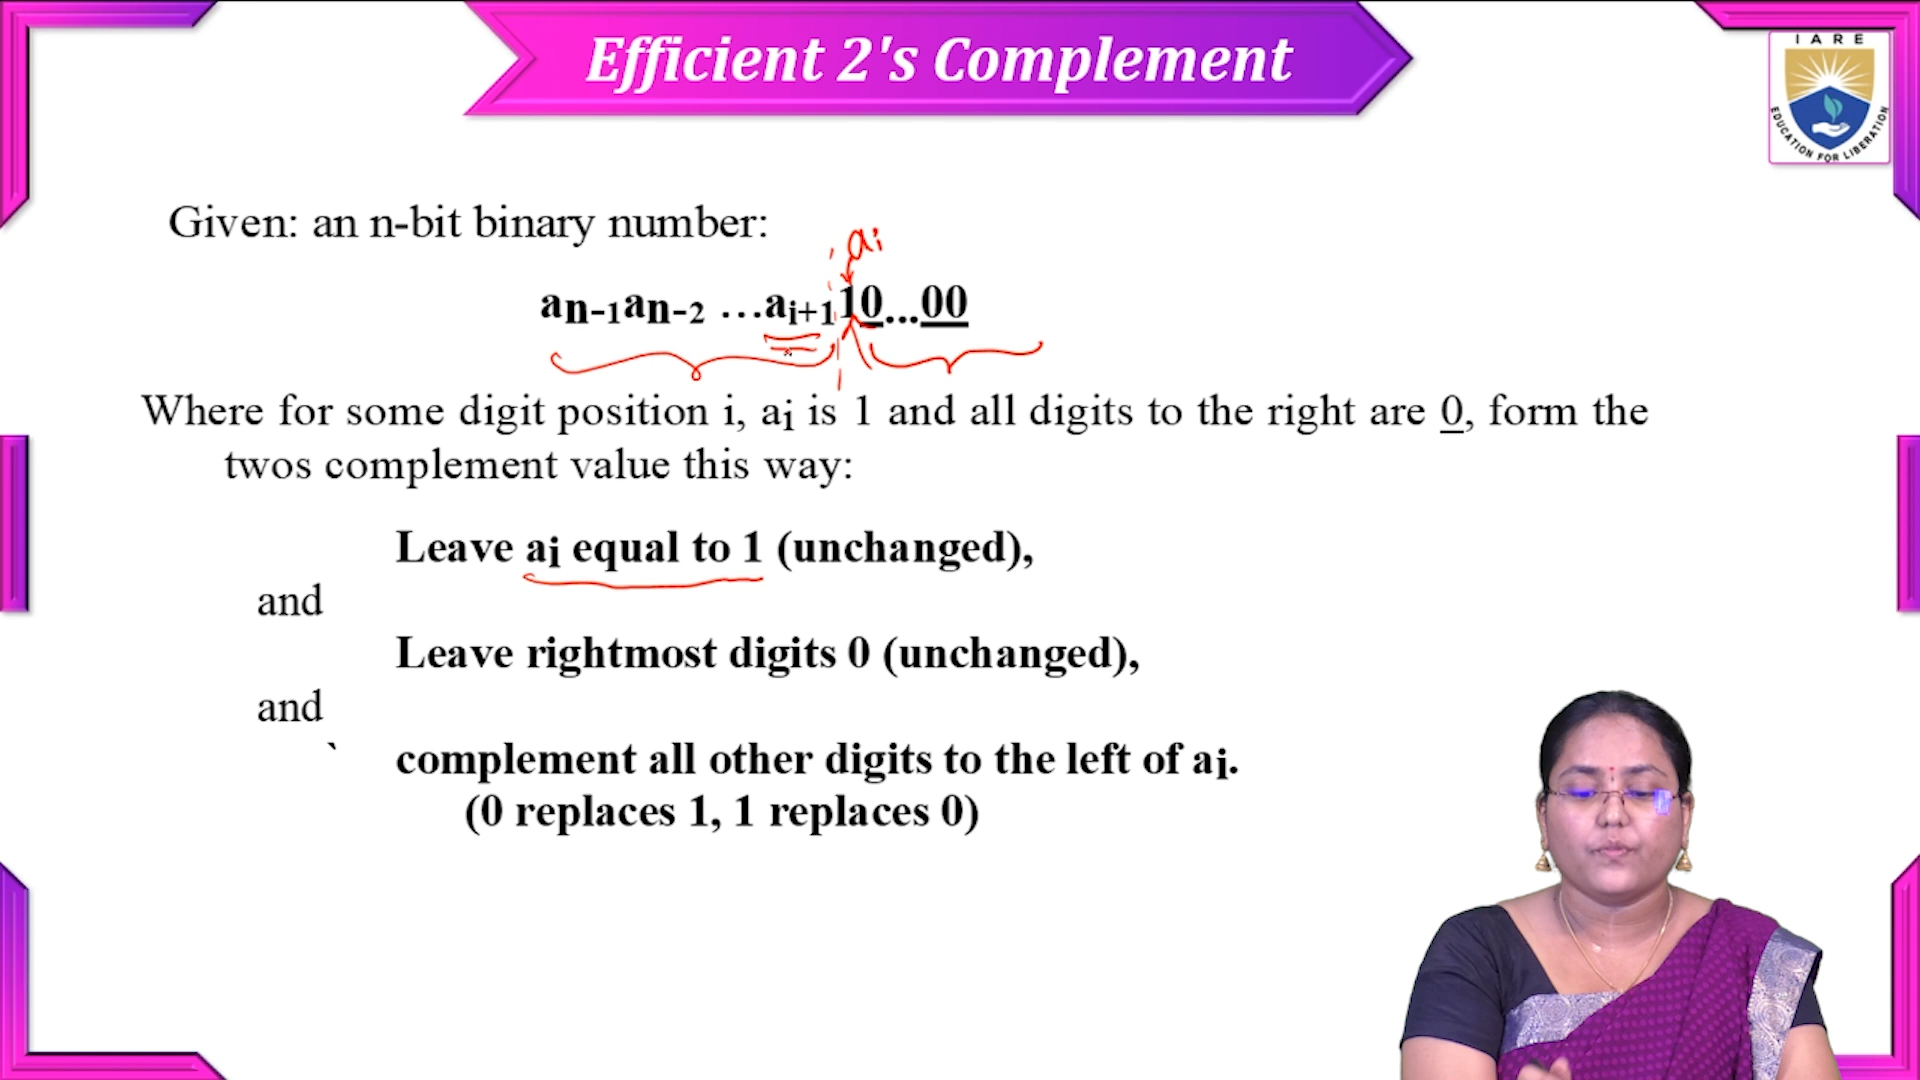 Efficient 2's Complement
IARE
EDUCATION FOR LIBERATION
Given: an n-bit binary number:
ai
an-1an-2 …ai+110...00
Where for some digit position i, ai is 1 and all digits to the right are 0, form the
twos complement value this way:
Leave ai equal to 1 (unchanged),
and
Leave rightmost digits 0 (unchanged),
and
` complement all other digits to the left of ai.
(0 replaces 1, 1 replaces 0)